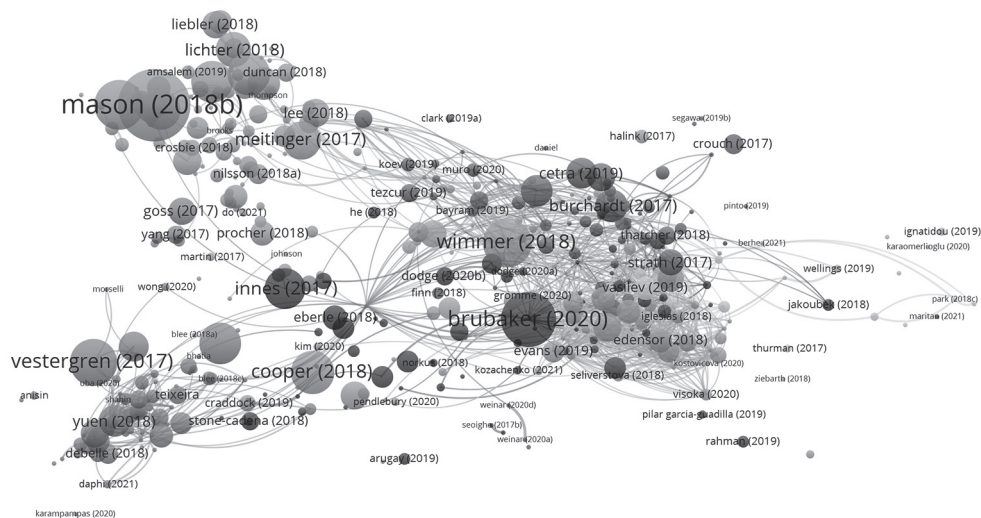 liebler (2018)
lichter (2018)
amsalem (2019)
duncan (2018)
thompson
mason (2018b)
lee (2018)
clark (2019a)
segawa (2019b)
brooks
halink (2017)
meitinger (2017)
crouch (2017)
crosbie (2018)
daniel
koev (2019)
muro (2020)
nilsson (2018a)
cetra (2019)
tezcur (2019)
burchardt (2017)
pinto (2019)
goss (2017)
do (2021)
he (2018)
bayram (2019)
yang (2017)
procher (2018)
thatcher (2018)
ignatidou (2019)
wimmer (2018)
berhe (2021)
karaomerlioglu (2020)
johnson
martin (2017)
strath (2017)
wellings (2019)
dodge (2020b)
dodge (2020a)
morselli
wong (2020)
innes (2017)
vasilev (2019)
finn (2018)
gromme (2020)
park (2018c)
jakoubek (2018)
eberle (2018)
brubaker (2020)
iglesias (2018)
maritan (2021)
blee (2018a)
edensor (2018)
kim (2020)
thurman (2017)
evans (2019)
bhatia
vestergren (2017)
norkus (2018)
kostovicova (2020)
cooper (2018)
kozachenko (2021)
seliverstova (2018)
blee (2018c)
ziebarth (2018)
uba (2020)
teixeira
visoka (2020)
anisin
craddock (2019)
pendlebury (2020)
weinar (2020d)
pilar garcia-guadilla (2019)
yuen (2018)
stone-cadena (2018)
seoighe (2017b)
weinar (2020a)
rahman (2019)
debelle (2018)
arugay (2019)
daphi (2021)
karampampas (2020)